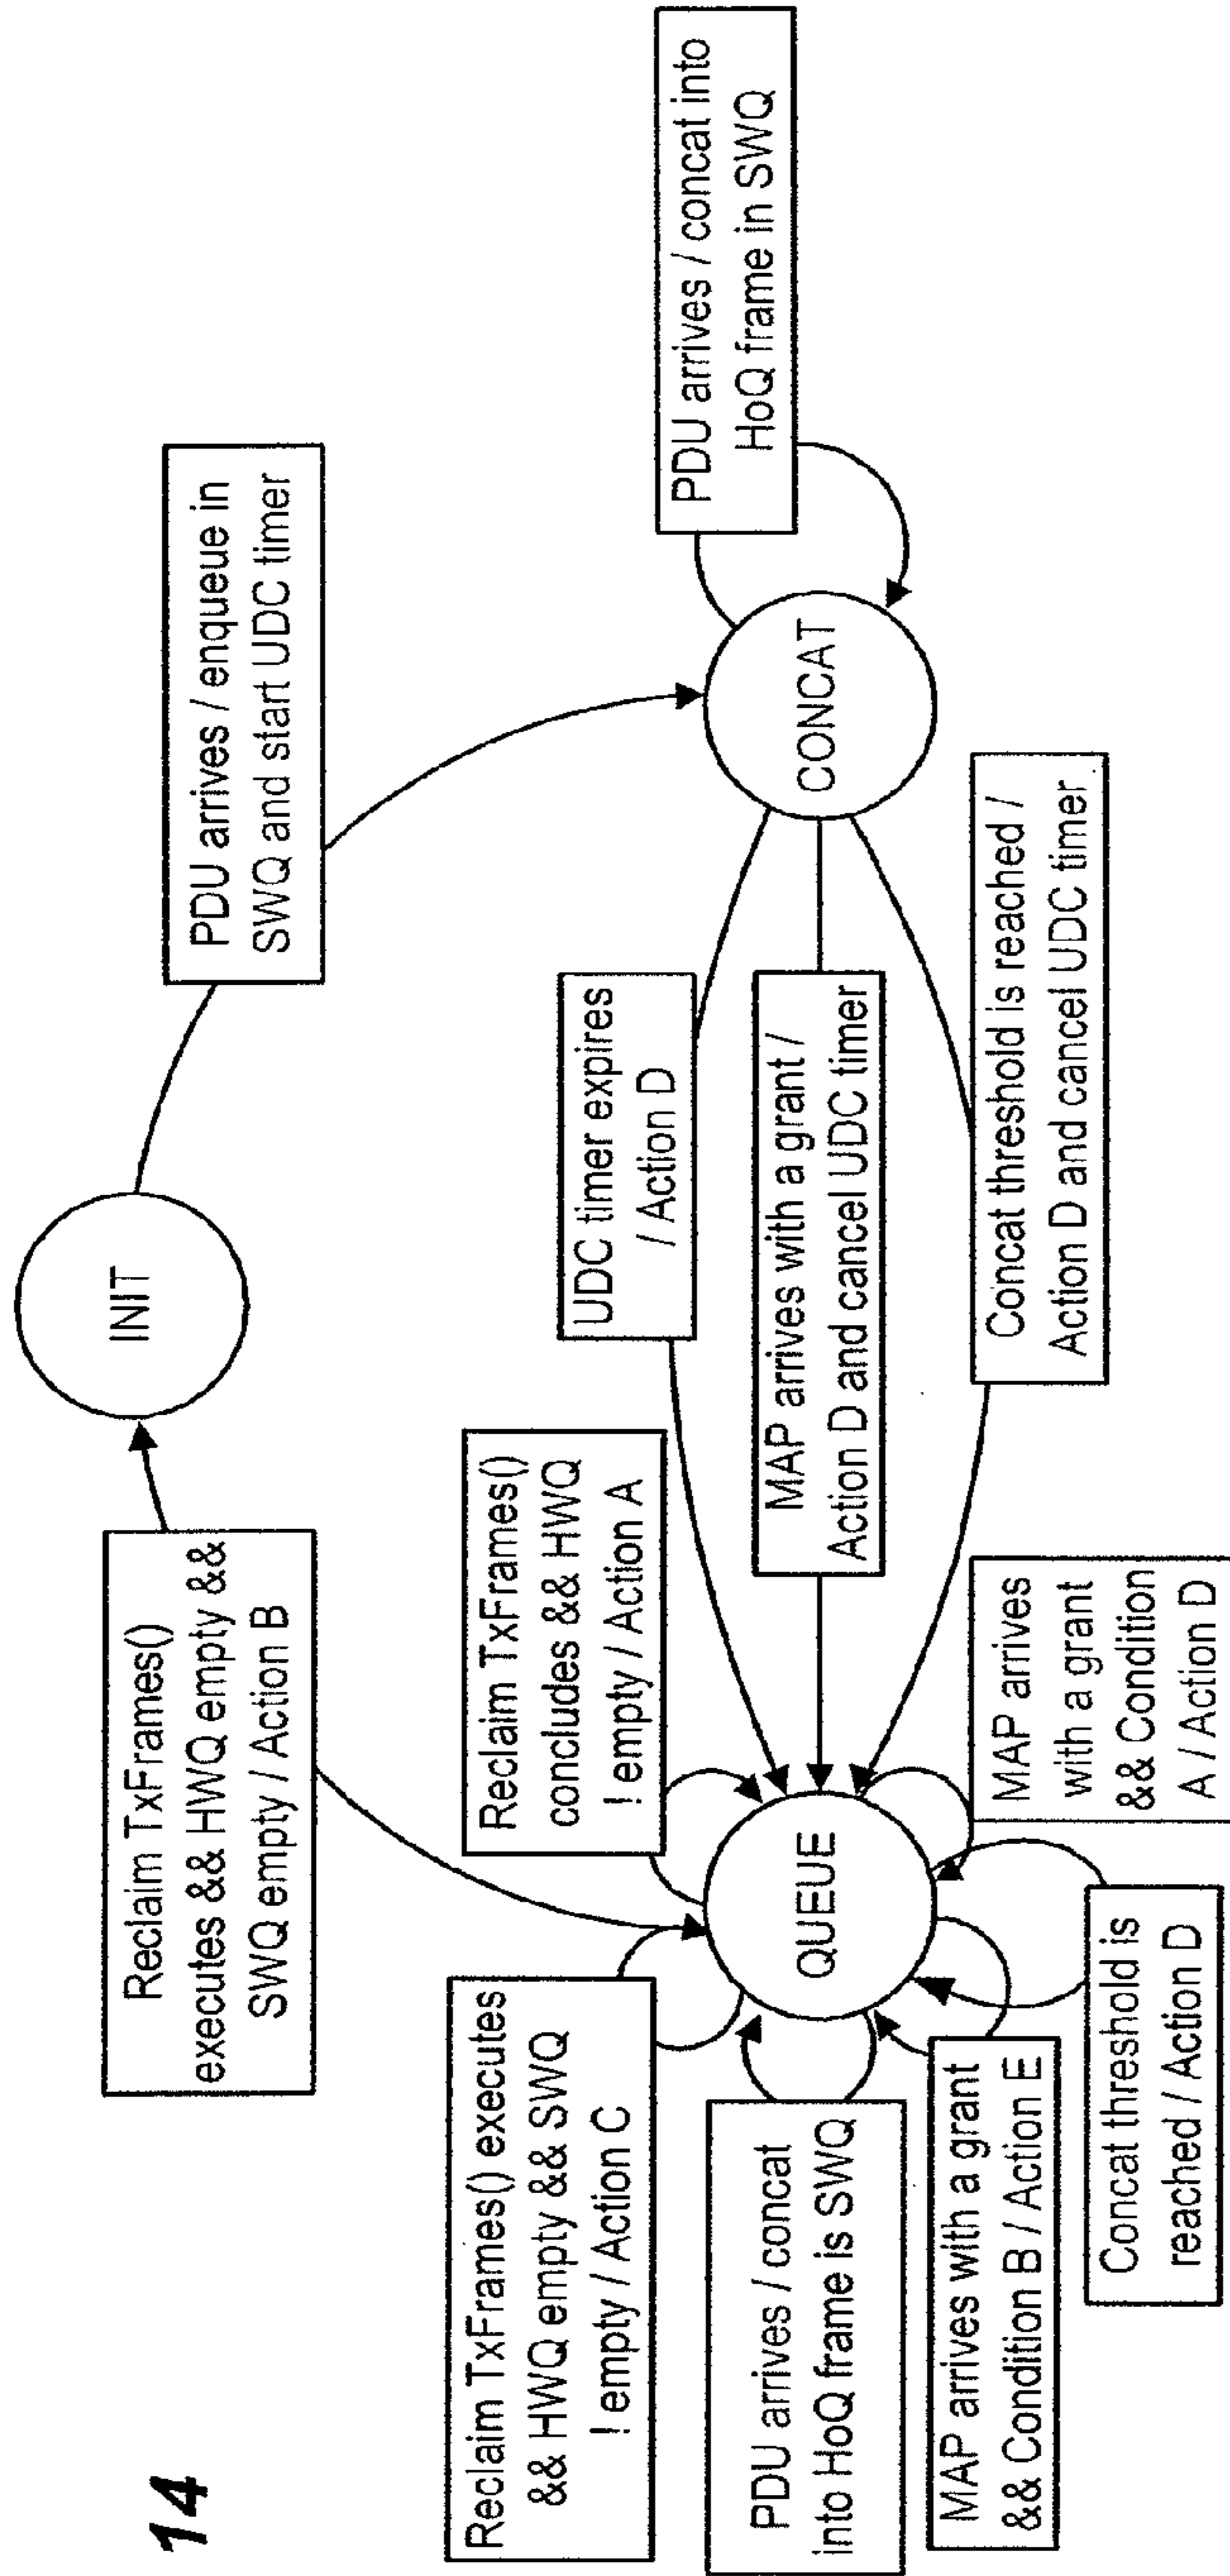 14
INIT
Reclaim TxFrames()
executes && HWQ empty &&
SWQ empty / Action B
PDU arrives / enqueue in
SWQ and start UDC timer
Reclaim TxFrames() executes
&& HWQ empty && SWQ
! empty / Action C
Reclaim TxFrames()
concludes && HWQ
! empty / Action A
UDC timer expires
/ Action D
PDU arrives / concat into
HoQ frame in SWQ
PDU arrives / concat
into HoQ frame is SWQ
QUEUE
MAP arrives with a grant /
Action D and cancel UDC timer
CONCAT
MAP arrives with a grant
&& Condition B / Action E
Concat threshold is
reached / Action D
MAP arrives
with a grant
&& Condition
A / Action D
Concat threshold is reached /
Action D and cancel UDC timer